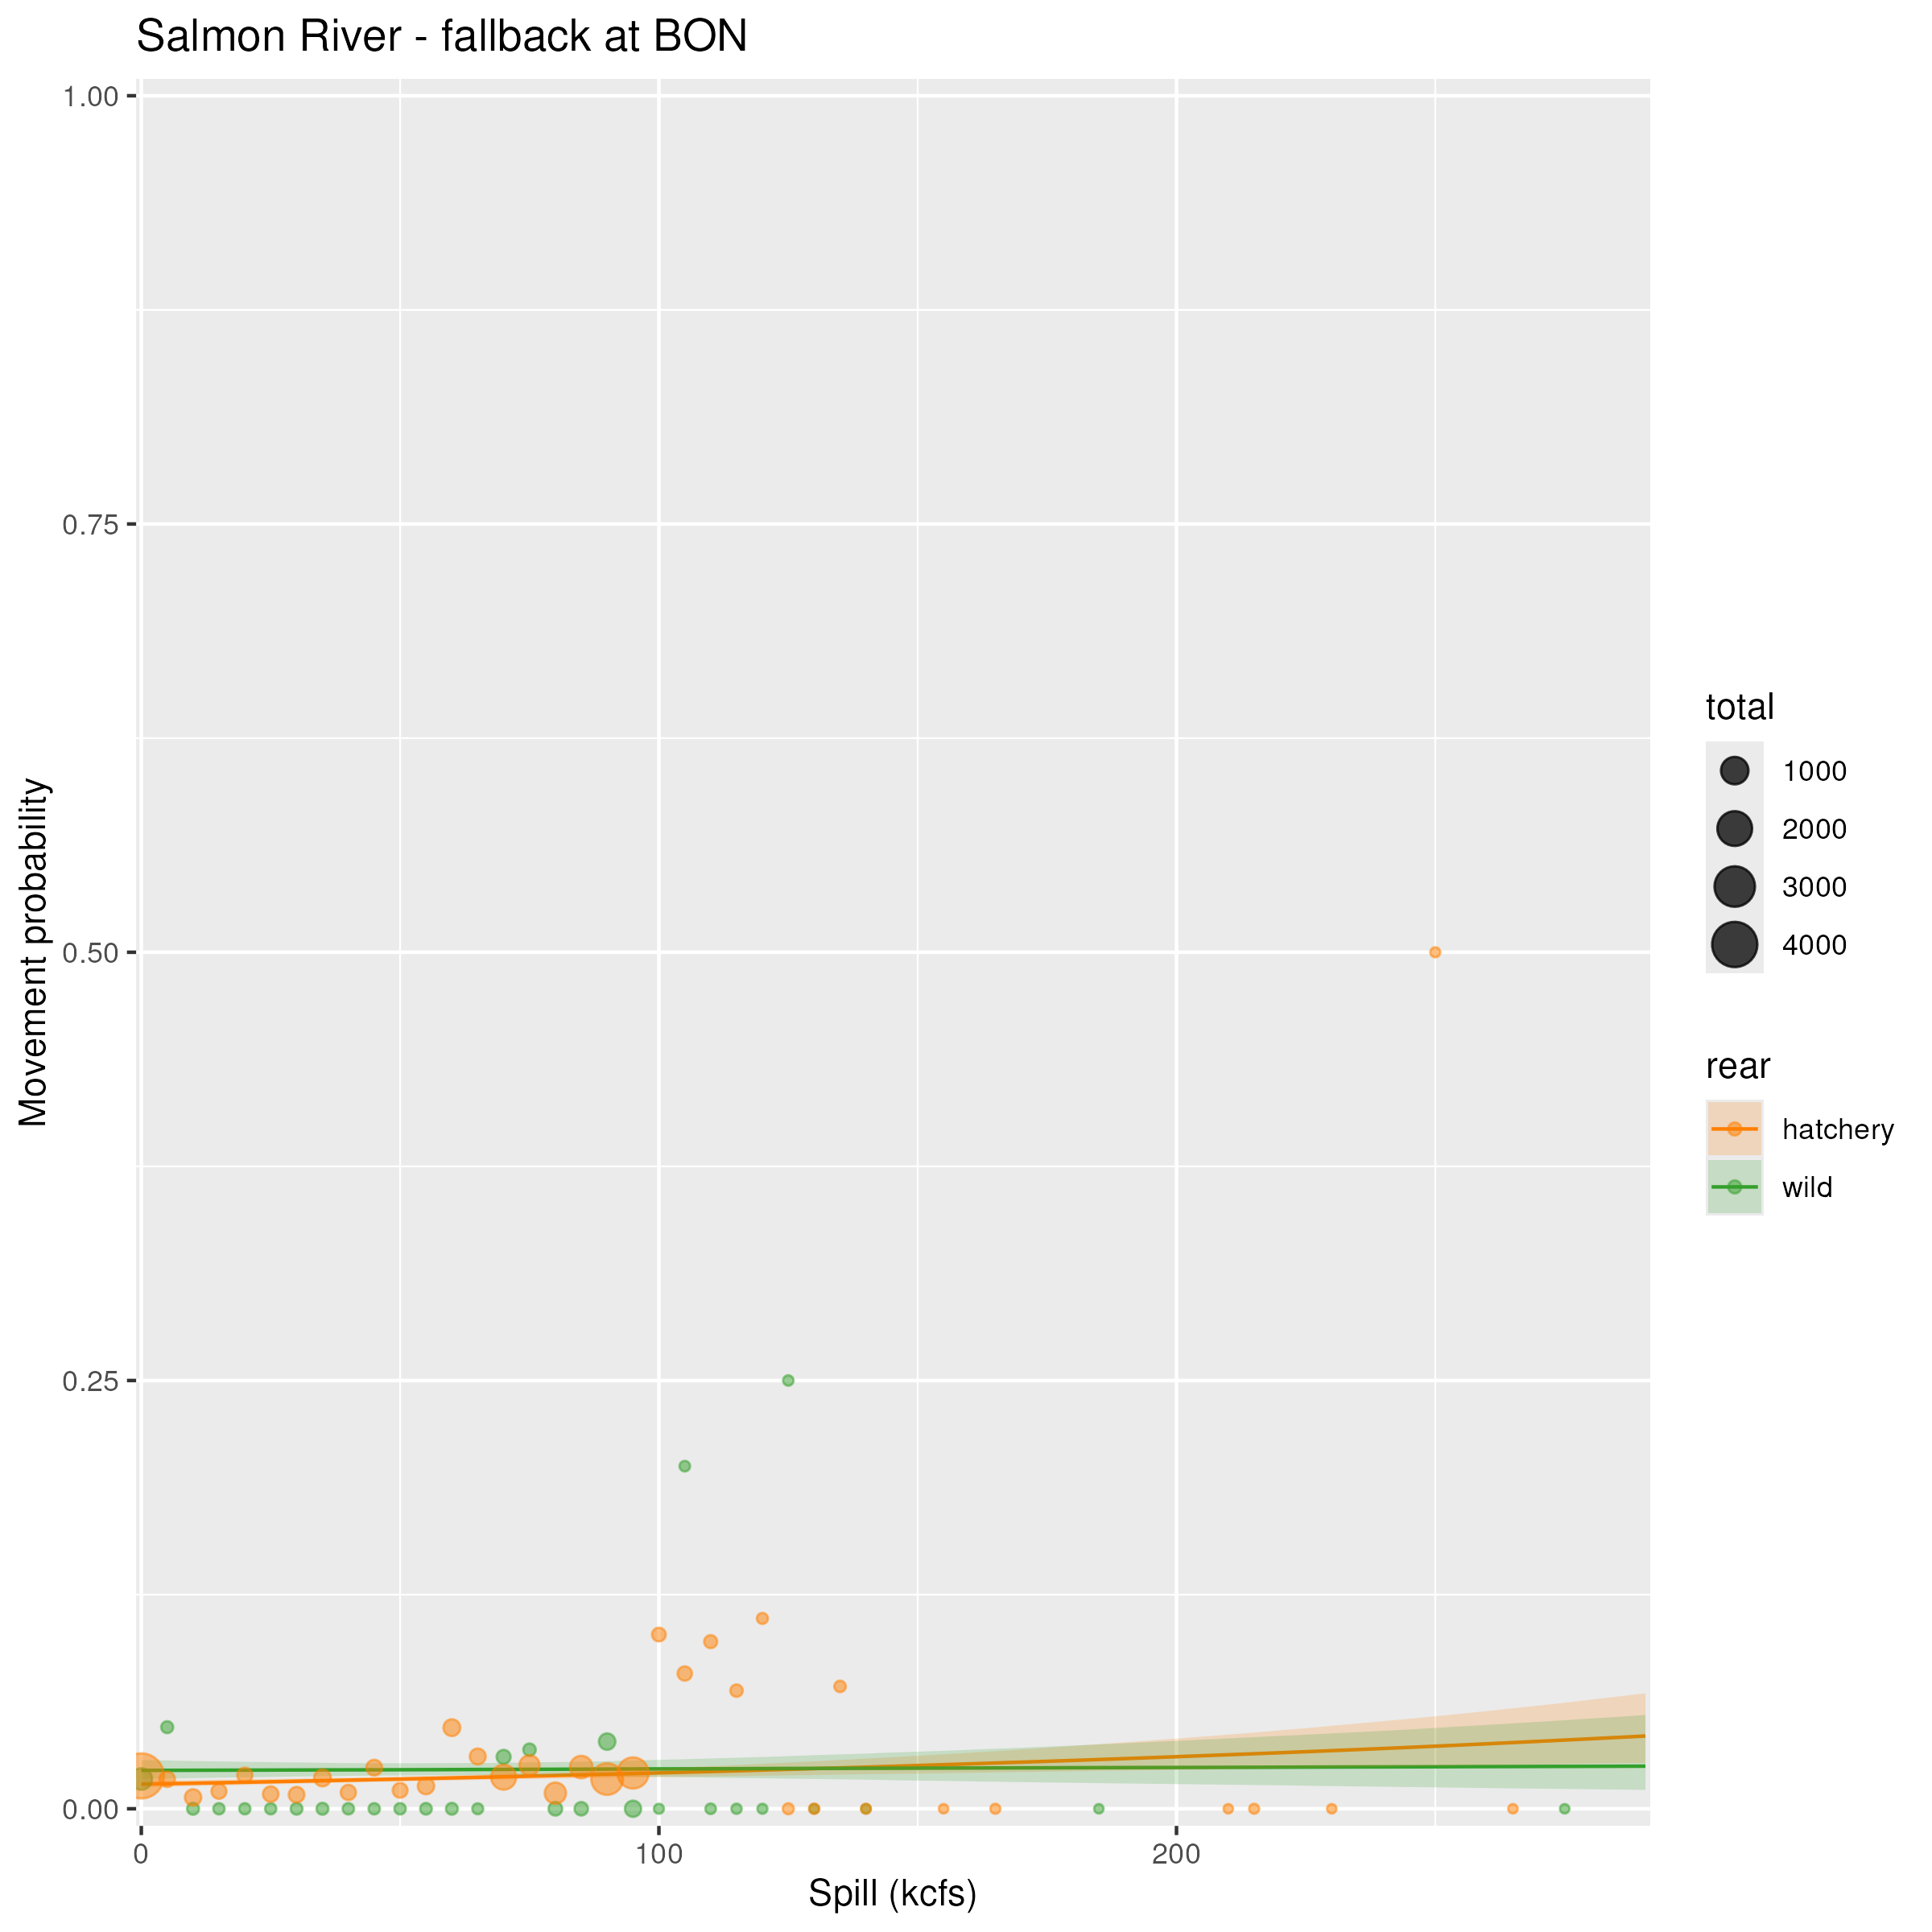 Salmon River - fallback at BON
1.00
0.75
0.50
0.25
0.00
0
100
200
Spill (kcfs)
Movement probability
total
1000
2000
3000
4000
rear
hatchery
wild